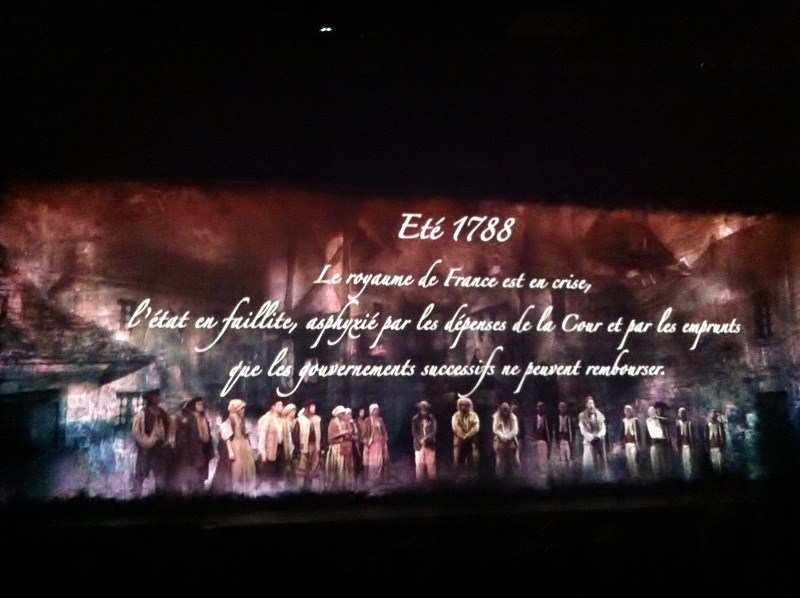 Eté 1788
Le royaume de France est en crise,
l'état en faillite, asphyxié par les dépenses de la Cour et par les emprunts
que les gouvernements successifs ne peuvent rembourser.